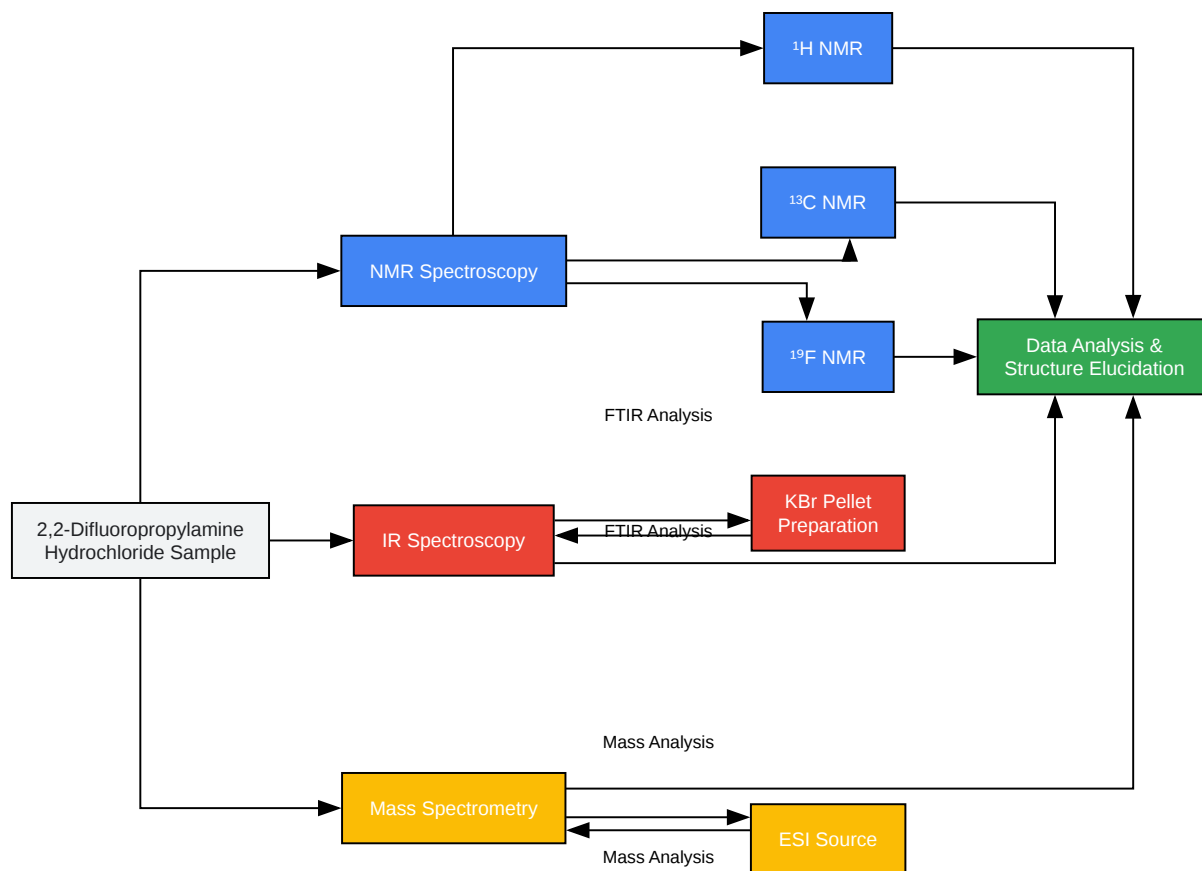 ¹H NMR
¹³C NMR
NMR Spectroscopy
¹⁹F NMR
Data Analysis &
Structure Elucidation
FTIR Analysis
2,2-Difluoropropylamine
Hydrochloride Sample
IR Spectroscopy
FTIR Analysis
KBr Pellet
Preparation
Mass Analysis
Mass Spectrometry
ESI Source
Mass Analysis